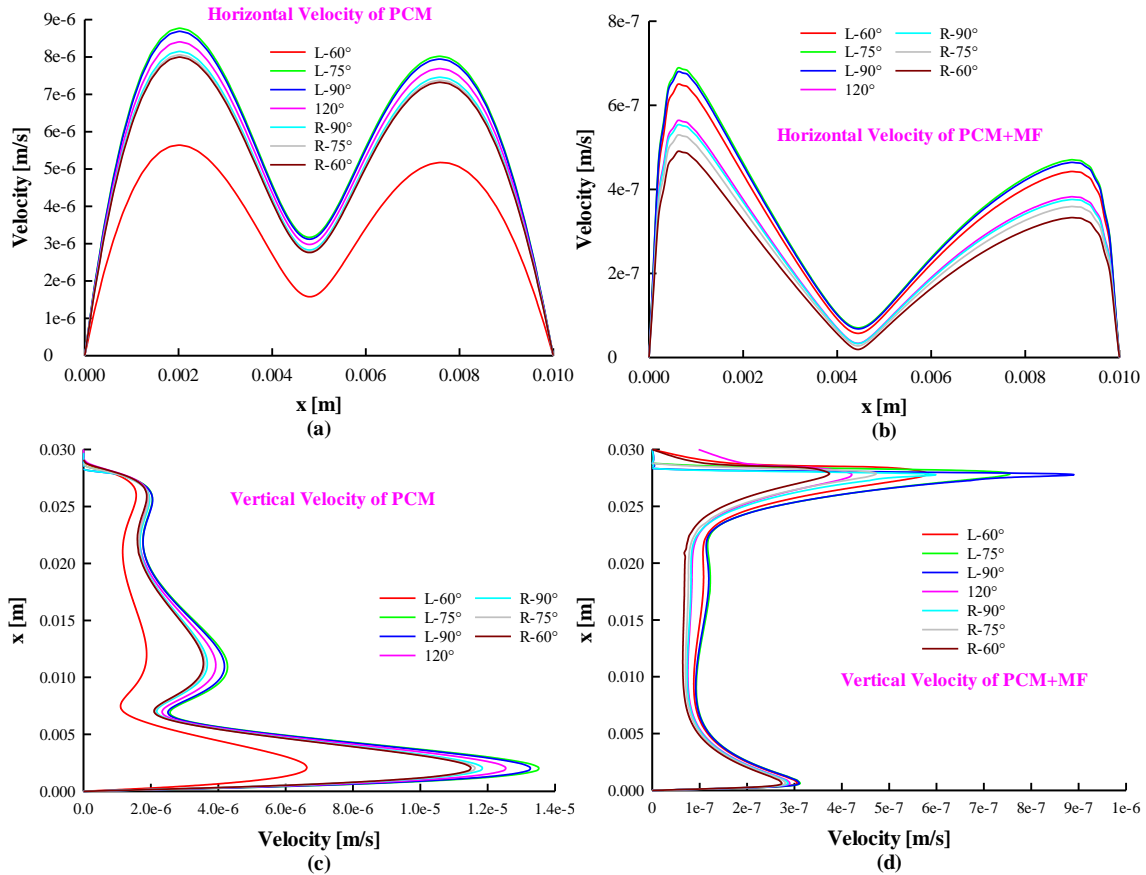 Horizontal Velocity of PCM
L-60°
L-75°
L-90°
120°
R-90°
R-75°
R-60°
9e-6
8e-6
7e-6
6e-6
5e-6
4e-6
3e-6
2e-6
1e-6
0
Velocity [m/s]
0.000 0.002 0.004 0.006 0.008 0.010
x [m]
(a)
L-60° R-90°
L-75° R-75°
L-90° R-60°
120°
Horizontal Velocity of PCM+MF
8e-7
6e-7
4e-7
2e-7
0
Velocity [m/s]
0.000 0.002 0.004 0.006 0.008 0.010
x [m]
(b)
Vertical Velocity of PCM
L-60° R-90°
L-75° R-75°
L-90° R-60°
120°
0.030
0.025
0.020
0.015
0.010
0.005
0.000
x [m]
0.0 2.0e-6 4.0e-6 6.0e-6 8.0e-6 1.0e-5 1.2e-5 1.4e-5
Velocity [m/s]
(c)
L-60°
L-75°
L-90°
120°
R-90°
R-75°
R-60°
Vertical Velocity of PCM+MF
0.030
0.025
0.020
0.015
0.010
0.005
0.000
x [m]
0 1e-7 2e-7 3e-7 4e-7 5e-7 6e-7 7e-7 8e-7 9e-7 1e-6
Velocity [m/s]
(d)